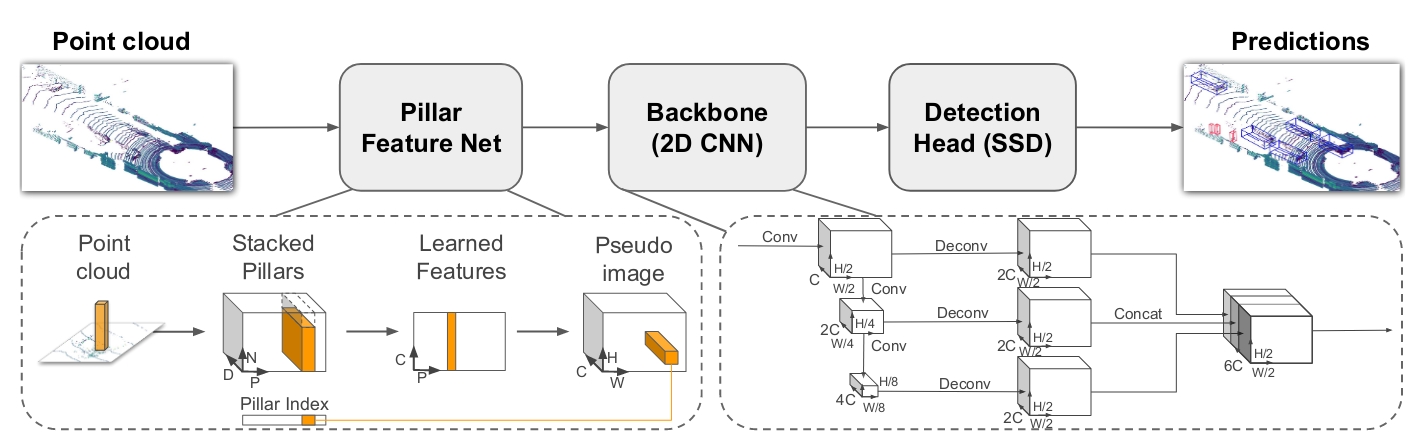 Point cloud
Predictions
Pillar
Feature Net
Backbone
(2D CNN)
Detection
Head (SSD)
Point
cloud
Stacked
Pillars
Learned
Features
Pseudo
image
N
D
P
C
P
H
C
W
Pillar Index
Conv
H/2
C
W/2
Conv
Deconv
H/2
2C
W/2
H/4
2C
W/4
Conv
Deconv
H/2
2C
W/2
Concat
H/8
4C
W/8
Deconv
H/2
2C
W/2
H/2
6C
W/2